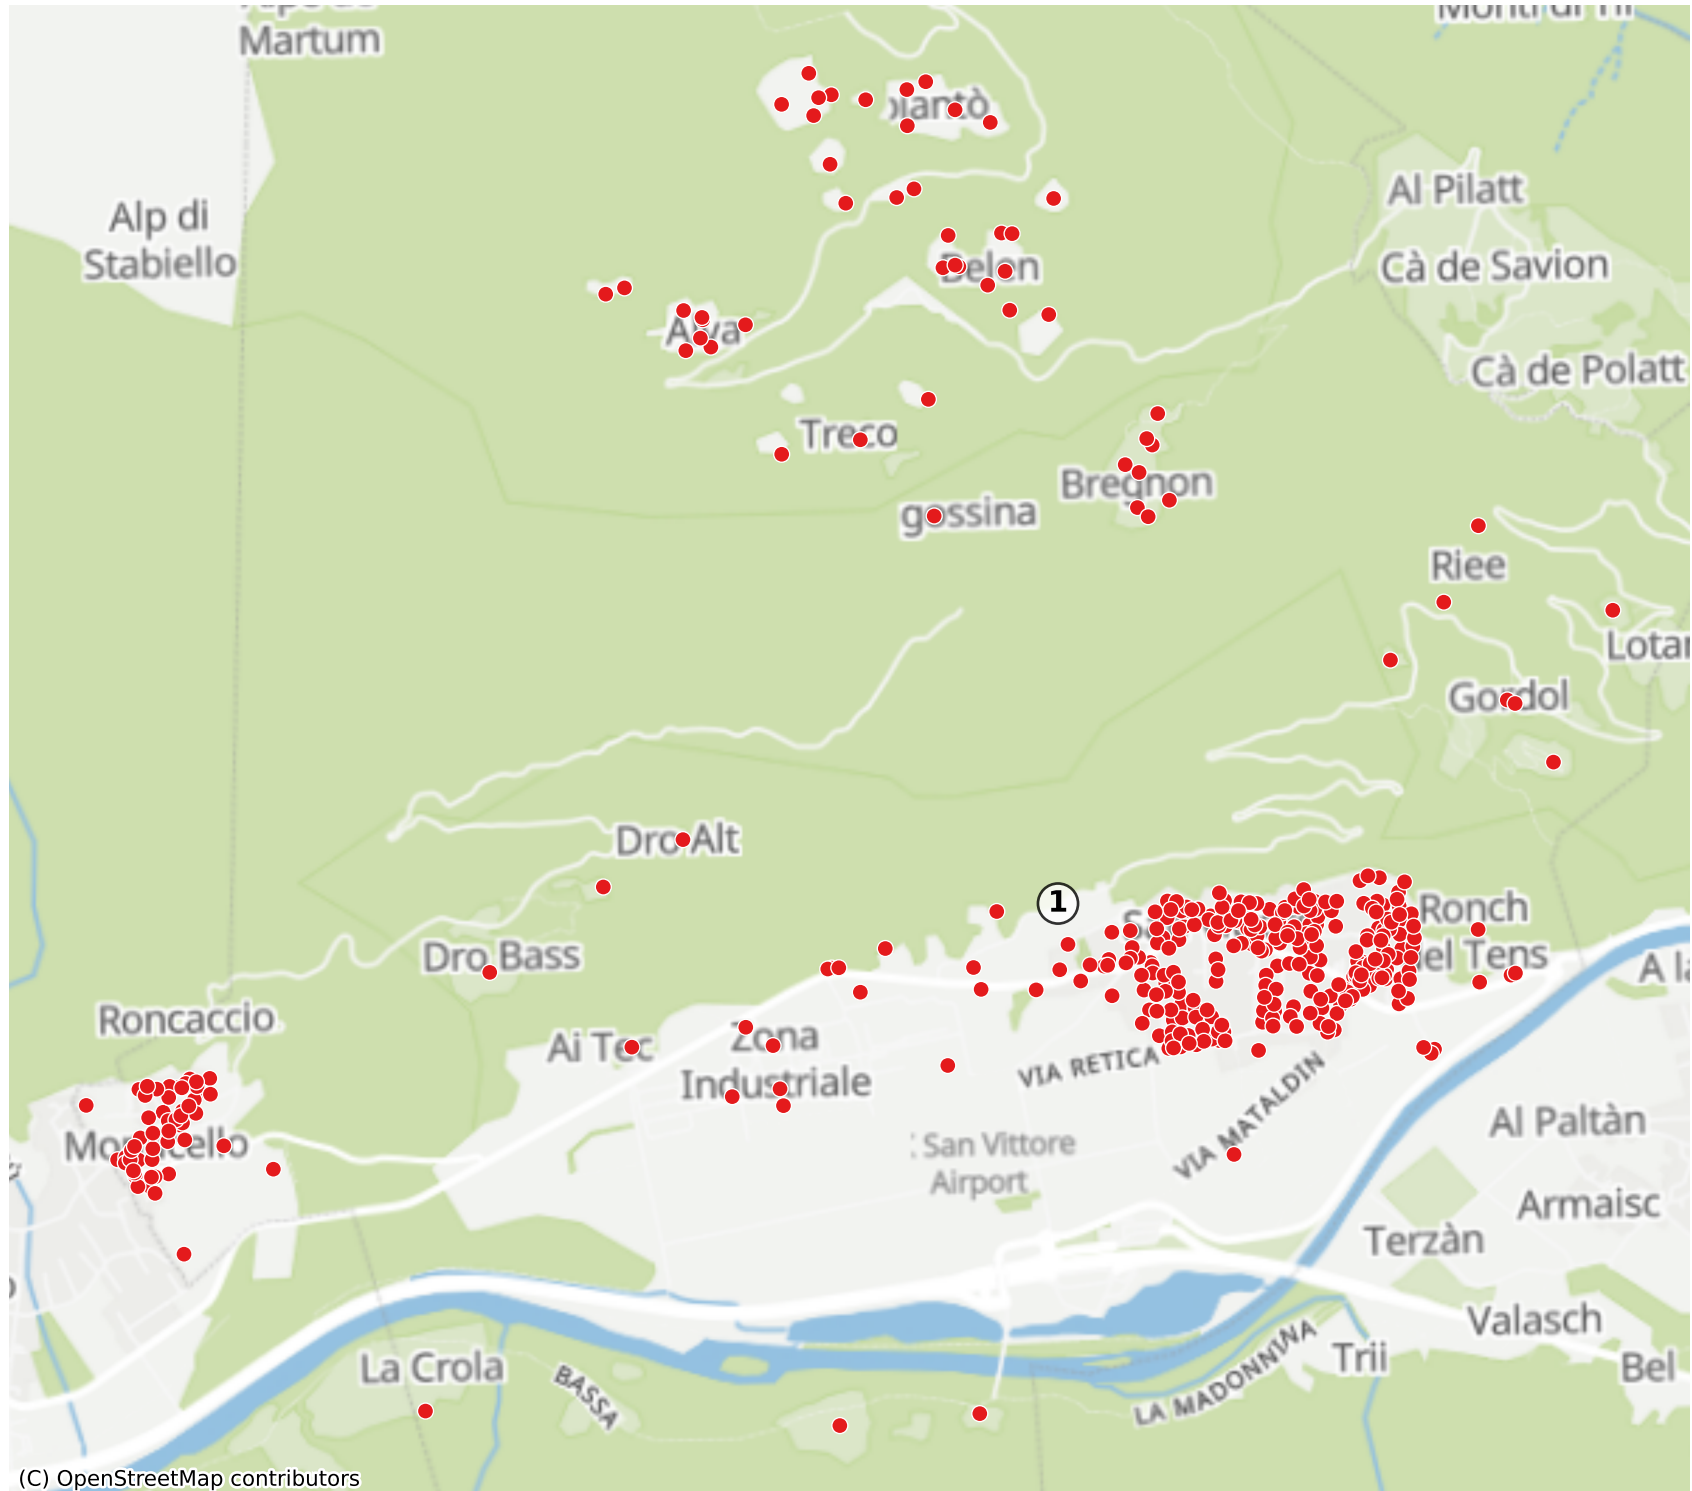 Martum
Alp di
Stabiello
Al Pilatt
Cà de Savion
Belen
Cà de Polatt
Treco
Bregnon
gossina
Riee
Gordol
Dro Alt
Ronch
Dro Bass
Roncaccio
Ai Tec
Zona
Industriale
VIA RETICA
VIA MATALDIN
Al Paltàn
San Vittore
Airport
Armaisc
Terzàn
Valasch
La Crola
BASSA
LA MADONNINA
Trii
Bel
1
(C) OpenStreetMap contributors